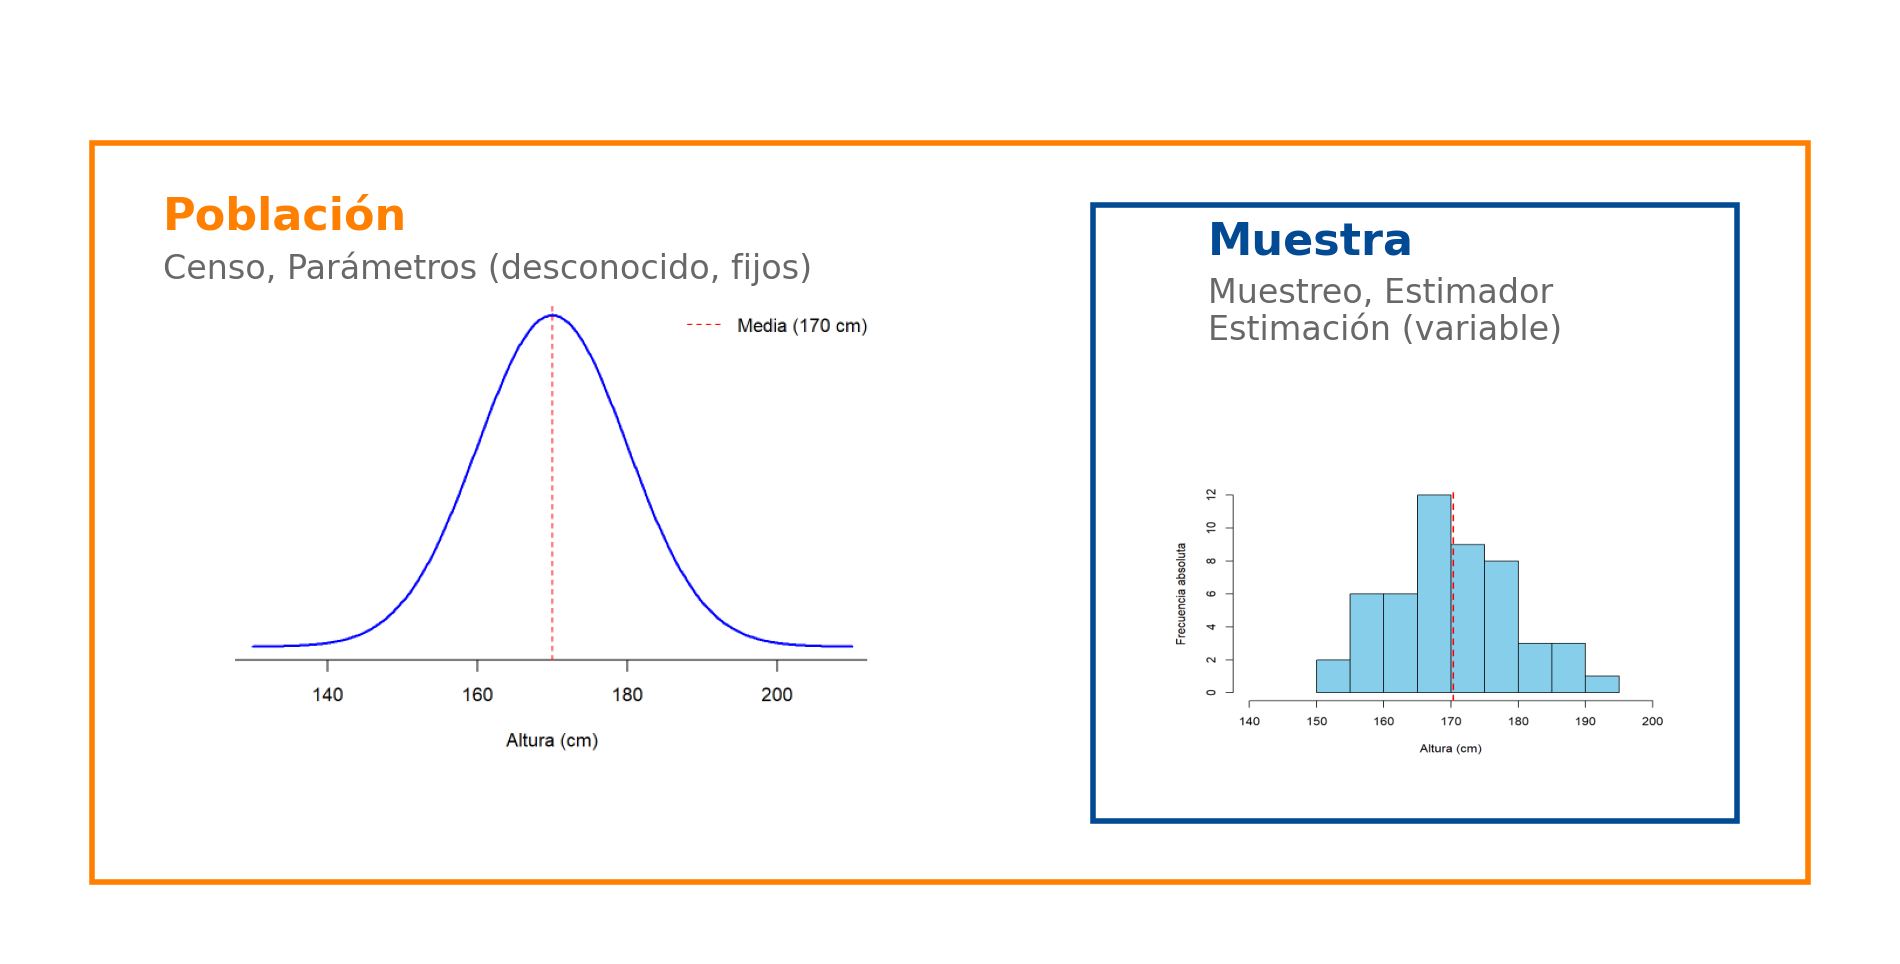 Población
Censo, Parámetros (desconocido, fijos)
Media (170 cm)
140 160 180 200
Altura (cm)
Muestra
Muestreo, Estimador
Estimación (variable)
Frecuencia absoluta
12
10
8
6
4
2
0
140 150 160 170 180 190 200
Altura (cm)